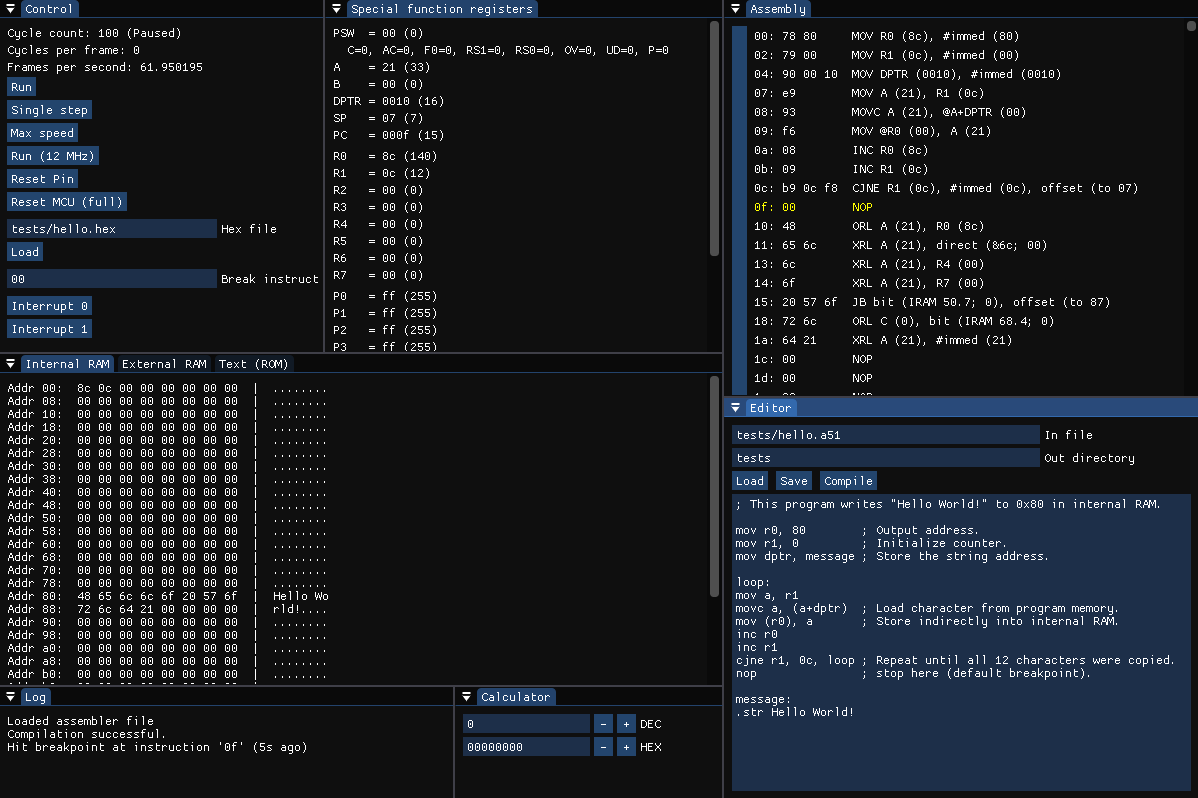 Control
Cycle count: 100 (Paused)
Cycles per frame: 0
Frames per second: 61.950195
Run
Single step
Max speed
Run (12 MHz)
Reset Pin
Reset MCU (full)
tests/hello.hex Hex file
Load
00 Break instruct
Interrupt 0
Interrupt 1
Special function registers
PSW = 00 (0)
C=0, AC=0, F0=0, RS1=0, RS0=0, OV=0, UD=0, P=0
A = 21 (33)
B = 00 (0)
DPTR = 0010 (16)
SP = 07 (7)
PC = 000f (15)
R0 = 8c (140)
R1 = 0c (12)
R2 = 00 (0)
R3 = 00 (0)
R4 = 00 (0)
R5 = 00 (0)
R6 = 00 (0)
R7 = 00 (0)
P0 = ff (255)
P1 = ff (255)
P2 = ff (255)
P3 = ff (255)
Assembly
00: 78 80 MOV R0 (8c), #immed (80)
02: 79 00 MOV R1 (0c), #immed (00)
04: 90 00 10 MOV DPTR (0010), #immed (0010)
07: e9 MOV A (21), R1 (0c)
08: 93 MOVC A (21), @A+DPTR (00)
09: f6 MOV @R0 (00), A (21)
0a: 08 INC R0 (8c)
0b: 09 INC R1 (0c)
0c: b9 0c f8 CJNE R1 (0c), #immed (0c), offset (to 07)
0f: 00 NOP
10: 48 ORL A (21), R0 (8c)
11: 65 6c XRL A (21), direct (&6c; 00)
13: 6c XRL A (21), R4 (00)
14: 6f XRL A (21), R7 (00)
15: 20 57 6f JB bit (IRAM 50.7; 0), offset (to 87)
18: 72 6c ORL C (0), bit (IRAM 68.4; 0)
1a: 64 21 XRL A (21), #immed (21)
1c: 00 NOP
1d: 00 NOP
Internal RAM External RAM Text (ROM)
Addr 00: 8c 0c 00 00 00 00 00 00 | ........
Addr 08: 00 00 00 00 00 00 00 00 | ........
Addr 10: 00 00 00 00 00 00 00 00 | ........
Addr 18: 00 00 00 00 00 00 00 00 | ........
Addr 20: 00 00 00 00 00 00 00 00 | ........
Addr 28: 00 00 00 00 00 00 00 00 | ........
Addr 30: 00 00 00 00 00 00 00 00 | ........
Addr 38: 00 00 00 00 00 00 00 00 | ........
Addr 40: 00 00 00 00 00 00 00 00 | ........
Addr 48: 00 00 00 00 00 00 00 00 | ........
Addr 50: 00 00 00 00 00 00 00 00 | ........
Addr 58: 00 00 00 00 00 00 00 00 | ........
Addr 60: 00 00 00 00 00 00 00 00 | ........
Addr 68: 00 00 00 00 00 00 00 00 | ........
Addr 70: 00 00 00 00 00 00 00 00 | ........
Addr 78: 00 00 00 00 00 00 00 00 | ........
Addr 80: 48 65 6c 6c 6f 20 57 6f | Hello Wo
Addr 88: 72 6c 64 21 00 00 00 00 | rld!....
Addr 90: 00 00 00 00 00 00 00 00 | ........
Addr 98: 00 00 00 00 00 00 00 00 | ........
Addr a0: 00 00 00 00 00 00 00 00 | ........
Addr a8: 00 00 00 00 00 00 00 00 | ........
Addr b0: 00 00 00 00 00 00 00 00 | ........
Editor
tests/hello.a51 In file
tests Out directory
Load Save Compile
; This program writes "Hello World!" to 0x80 in internal RAM.
mov r0, 80 ; Output address.
mov r1, 0 ; Initialize counter.
mov dptr, message ; Store the string address.
loop:
mov a, r1
movc a, (a+dptr) ; Load character from program memory.
mov (r0), a ; Store indirectly into internal RAM.
inc r0
inc r1
cjne r1, 0c, loop ; Repeat until all 12 characters were copied.
nop ; stop here (default breakpoint).
message:
.str Hello World!
Log
Loaded assembler file
Compilation successful.
Hit breakpoint at instruction '0f' (5s ago)
Calculator
0 - + DEC
00000000 - + HEX